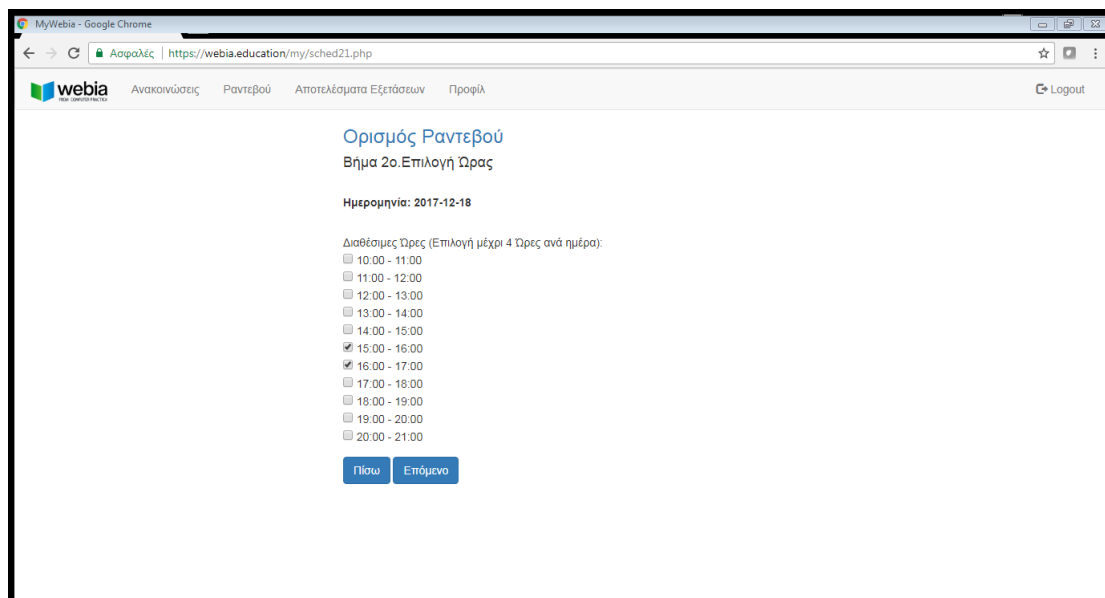 MyWebia - Google Chrome
Ασφαλές | https://webia.education/my/sched21.php
webia
FROM COMPUTER PRACTICE
Ανακοινώσεις Ραντεβού Αποτελέσματα Εξετάσεων Προφίλ Logout
Ορισμός Ραντεβού
Βήμα 2ο.Επιλογή Ώρας
Ημερομηνία: 2017-12-18
Διαθέσιμες Ώρες (Επιλογή μέχρι 4 Ώρες ανά ημέρα):
10:00 - 11:00
11:00 - 12:00
12:00 - 13:00
13:00 - 14:00
14:00 - 15:00
15:00 - 16:00
16:00 - 17:00
17:00 - 18:00
18:00 - 19:00
19:00 - 20:00
20:00 - 21:00
Πίσω Επόμενο